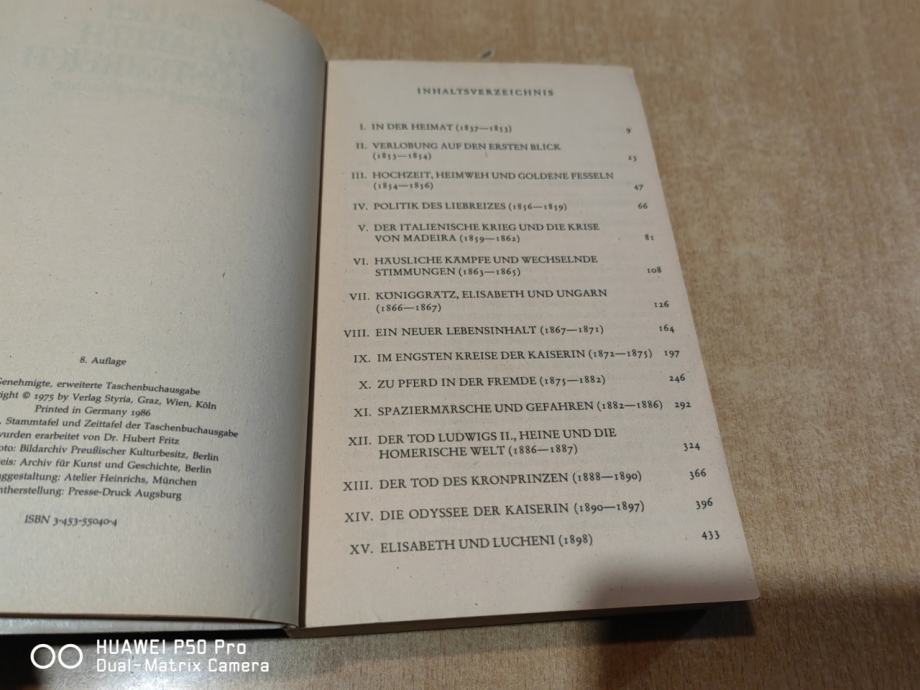 8. Auflage
Genehmigte, erweiterte Taschenbuchausgabe
right © 1975 by Verlag Styria, Graz, Wien, Köln
Printed in Germany 1986
Stammtafel und Zeittafel der Taschenbuchausgabe
wurden erarbeitet von Dr. Hubert Fritz
oto: Bildarchiv Preußischer Kulturbesitz, Berlin
eis: Archiv für Kunst und Geschichte, Berlin
ggestaltung: Atelier Heinrichs, München
ntherstellung: Presse-Druck Augsburg
ISBN 3-453-55040-4
INHALTSVERZEICHNIS
I. IN DER HEIMAT (1837—1853) 9
II. VERLOBUNG AUF DEN ERSTEN BLICK
(1853—1854) 23
III. HOCHZEIT, HEIMWEH UND GOLDENE FESSELN
(1854—1856) 47
IV. POLITIK DES LIEBREIZES (1856—1859) 66
V. DER ITALIENISCHE KRIEG UND DIE KRISE
VON MADEIRA (1859—1862) 81
VI. HÄUSLICHE KÄMPFE UND WECHSELNDE
STIMMUNGEN (1863—1865) 108
VII. KÖNIGGRÄTZ, ELISABETH UND UNGARN
(1866—1867) 126
VIII. EIN NEUER LEBENSINHALT (1867—1871) 164
IX. IM ENGSTEN KREISE DER KAISERIN (1872—1875) 197
X. ZU PFERD IN DER FREMDE (1875—1882) 246
XI. SPAZIERMÄRSCHE UND GEFAHREN (1882—1886) 292
XII. DER TOD LUDWIGS II., HEINE UND DIE
HOMERISCHE WELT (1886—1887) 324
XIII. DER TOD DES KRONPRINZEN (1888—1890) 366
XIV. DIE ODYSSEE DER KAISERIN (1890—1897) 396
XV. ELISABETH UND LUCHENI (1898) 433
HUAWEI P50 Pro
Dual-Matrix Camera